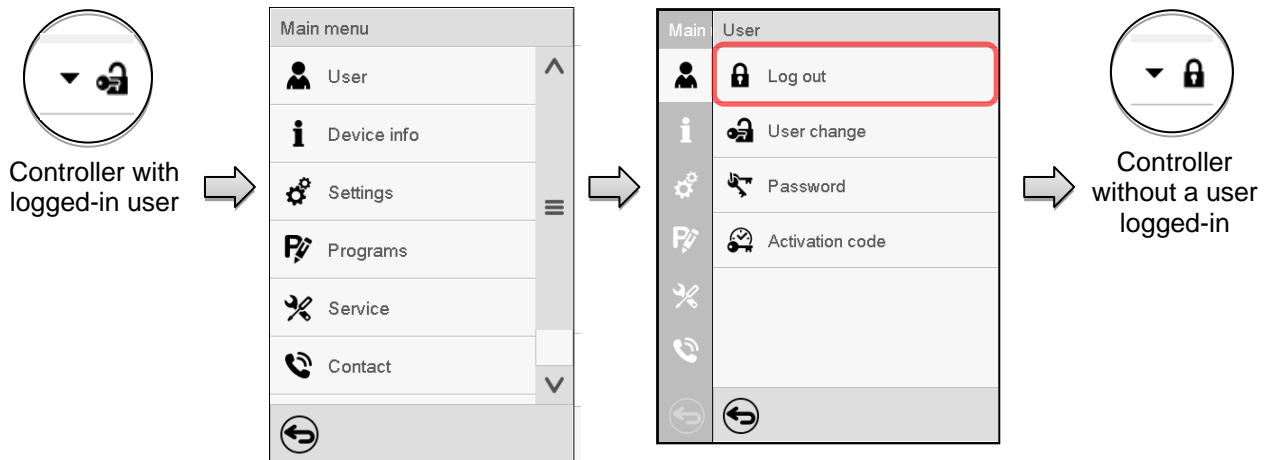 Controller with
logged-in user
Main menu
User
Device info
Settings
Programs
Service
Contact
Main
User
Log out
User change
Password
Activation code
Controller
without a user
logged-in